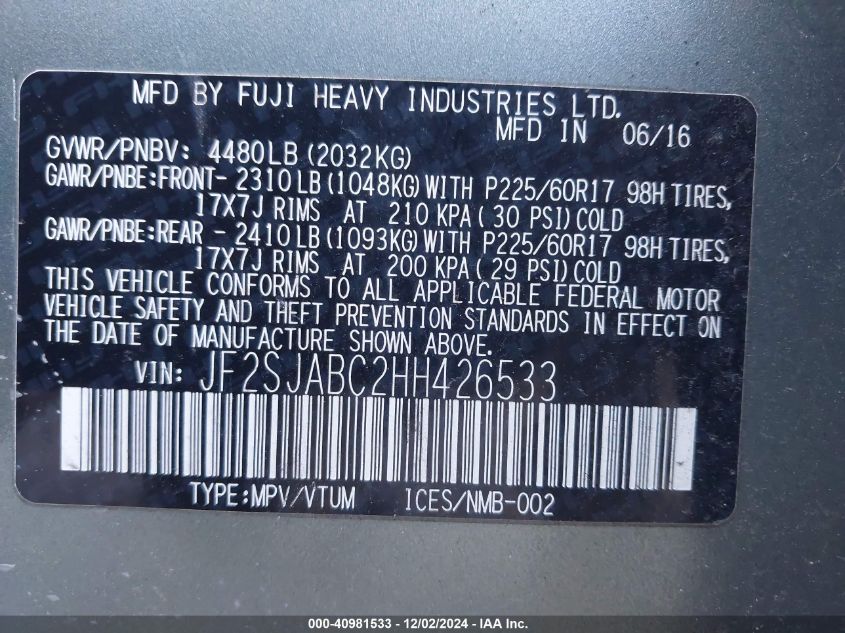 MFD BY FUJI HEAVY INDUSTRIES LTD.
MFD IN 06/16
GVWR/PNBV: 4480LB (2032KG)
GAWR/PNBE:FRONT- 2310LB (1048KG) WITH P225/60R17 98H TIRES,
17X7J RIMS AT 210 KPA ( 30 PSI) COLD
GAWR/PNBE:REAR - 2410LB (1093KG) WITH P225/60R17 98H TIRES,
17X7J RIMS AT 200 KPA ( 29 PSI) COLD
THIS VEHICLE CONFORMS TO ALL APPLICABLE FEDERAL MOTOR
VEHICLE SAFETY AND THEFT PREVENTION STANDARDS IN EFFECT ON
THE DATE OF MANUFACTURE SHOWN ABOVE.
VIN: JF2SJABC2HH426533
TYPE:MPV/VTUM ICES/NMB-002
000-40981533 - 12/02/2024 - IAA Inc.